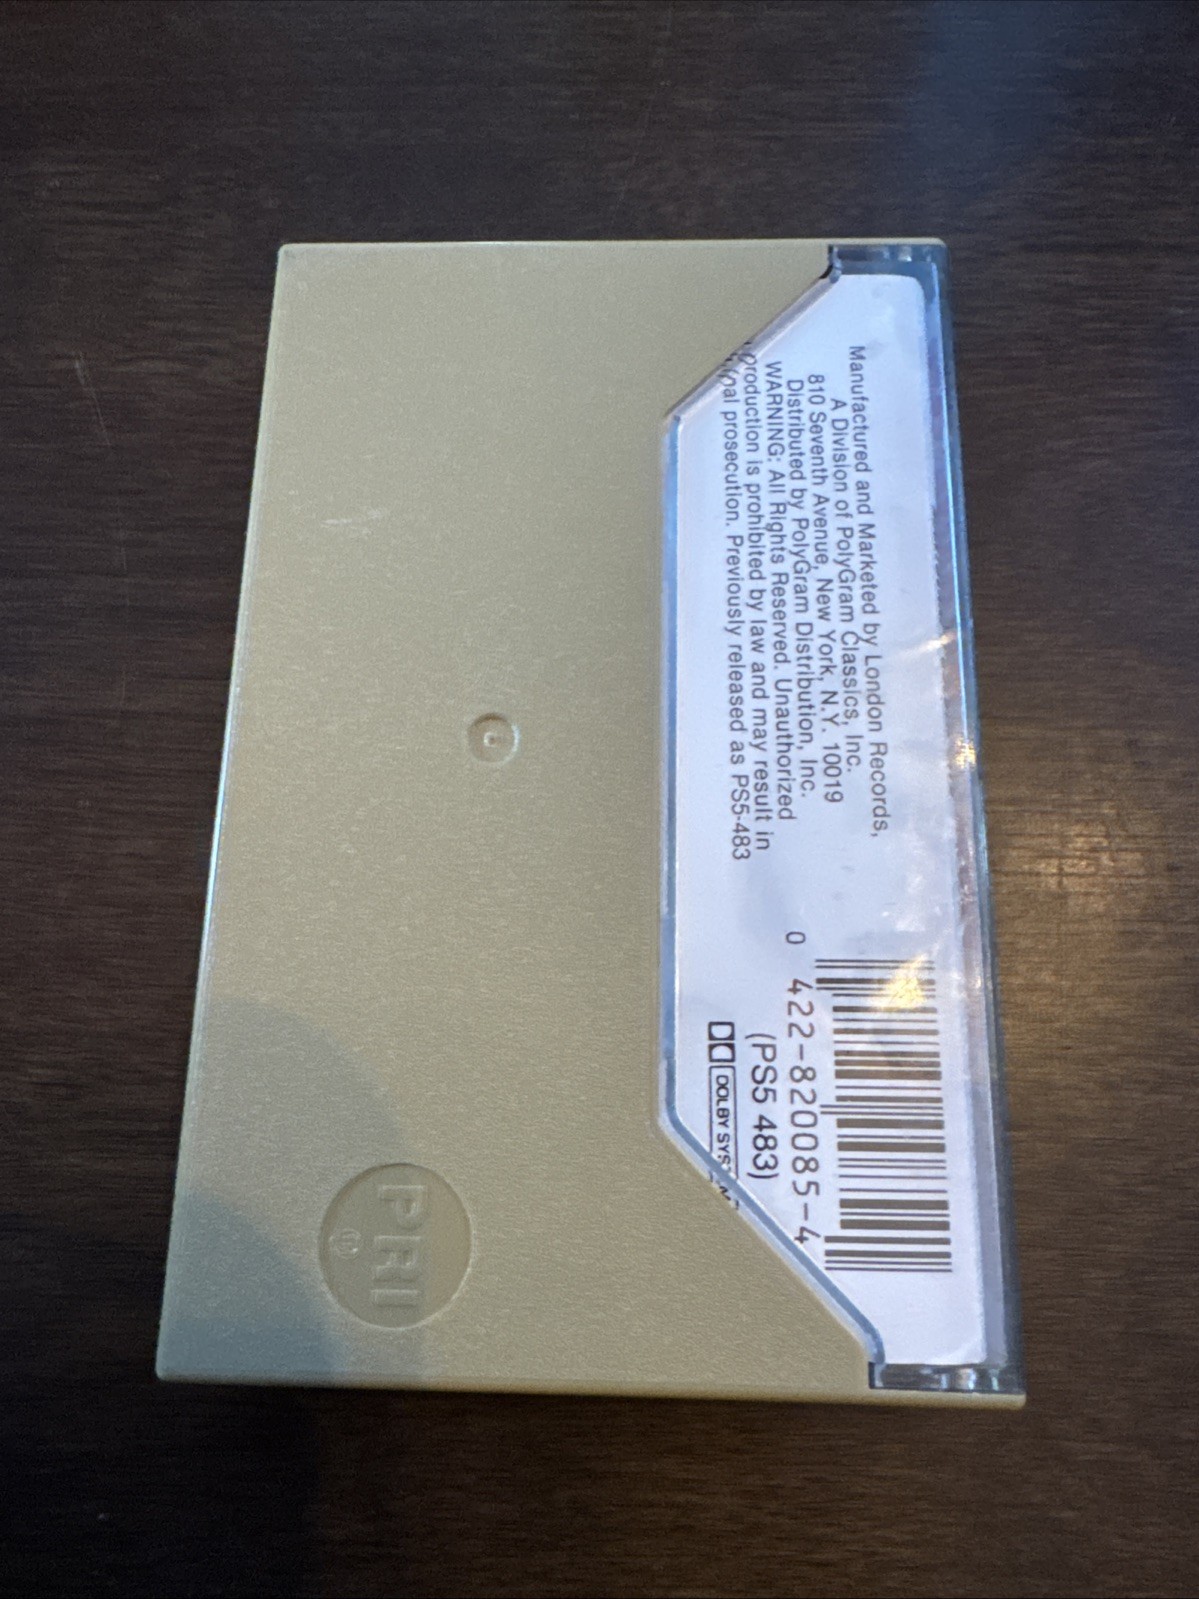 Manufactured and Marketed by London Records,
A Division of PolyGram Classics, Inc.
810 Seventh Avenue, New York, N.Y. 10019
Distributed by PolyGram Distribution, Inc.
WARNING: All Rights Reserved. Unauthorized
production is prohibited by law and may result in
prosecution. Previously released as PS5-483
0 422-820085-4
(PS5 483)
DOLBY SYSTEM
PRI